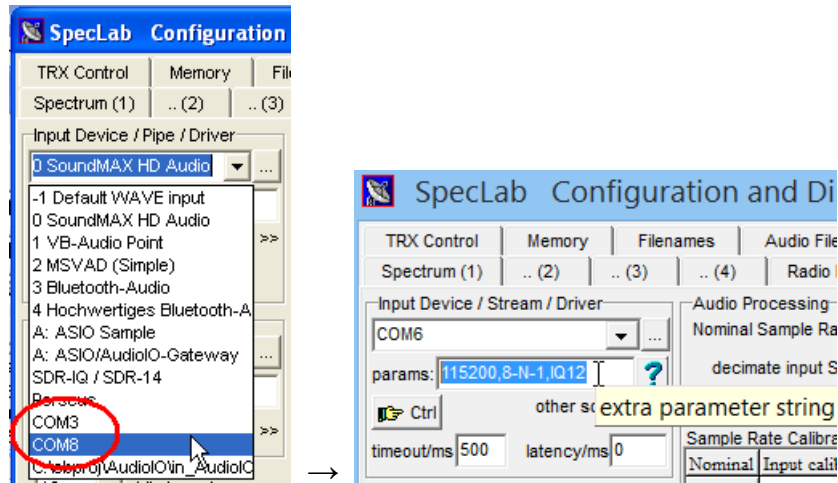 SpecLab Configuration
TRX Control Memory
Spectrum (1) .. (2) .. (3)
Input Device / Pipe / Driver
0 SoundMAX HD Audio ...
-1 Default WAVE input
0 SoundMAX HD Audio
1 VB-Audio Point
>>
2 MSVAD (Simple)
3 Bluetooth-Audio
4 Hochwertiges Bluetooth-A
A: ASIO Sample
A: ASIO/AudioIO-Gateway
...
SDR-IQ / SDR-14
Perseus
COM3
COM8
>>
→
SpecLab Configuration and Di
TRX Control Memory Filenames Audio File
Spectrum (1) .. (2) .. (3) .. (4) Radio
Input Device / Stream / Driver
COM6 ...
params: 115200,8-N-1,IQ12 ?
Ctrl other
extra parameter string
timeout/ms 500 latency/ms 0
Audio Processing
Nominal Sample Ra
decimate input S
Sample Rate Calibra
Nominal Input calib